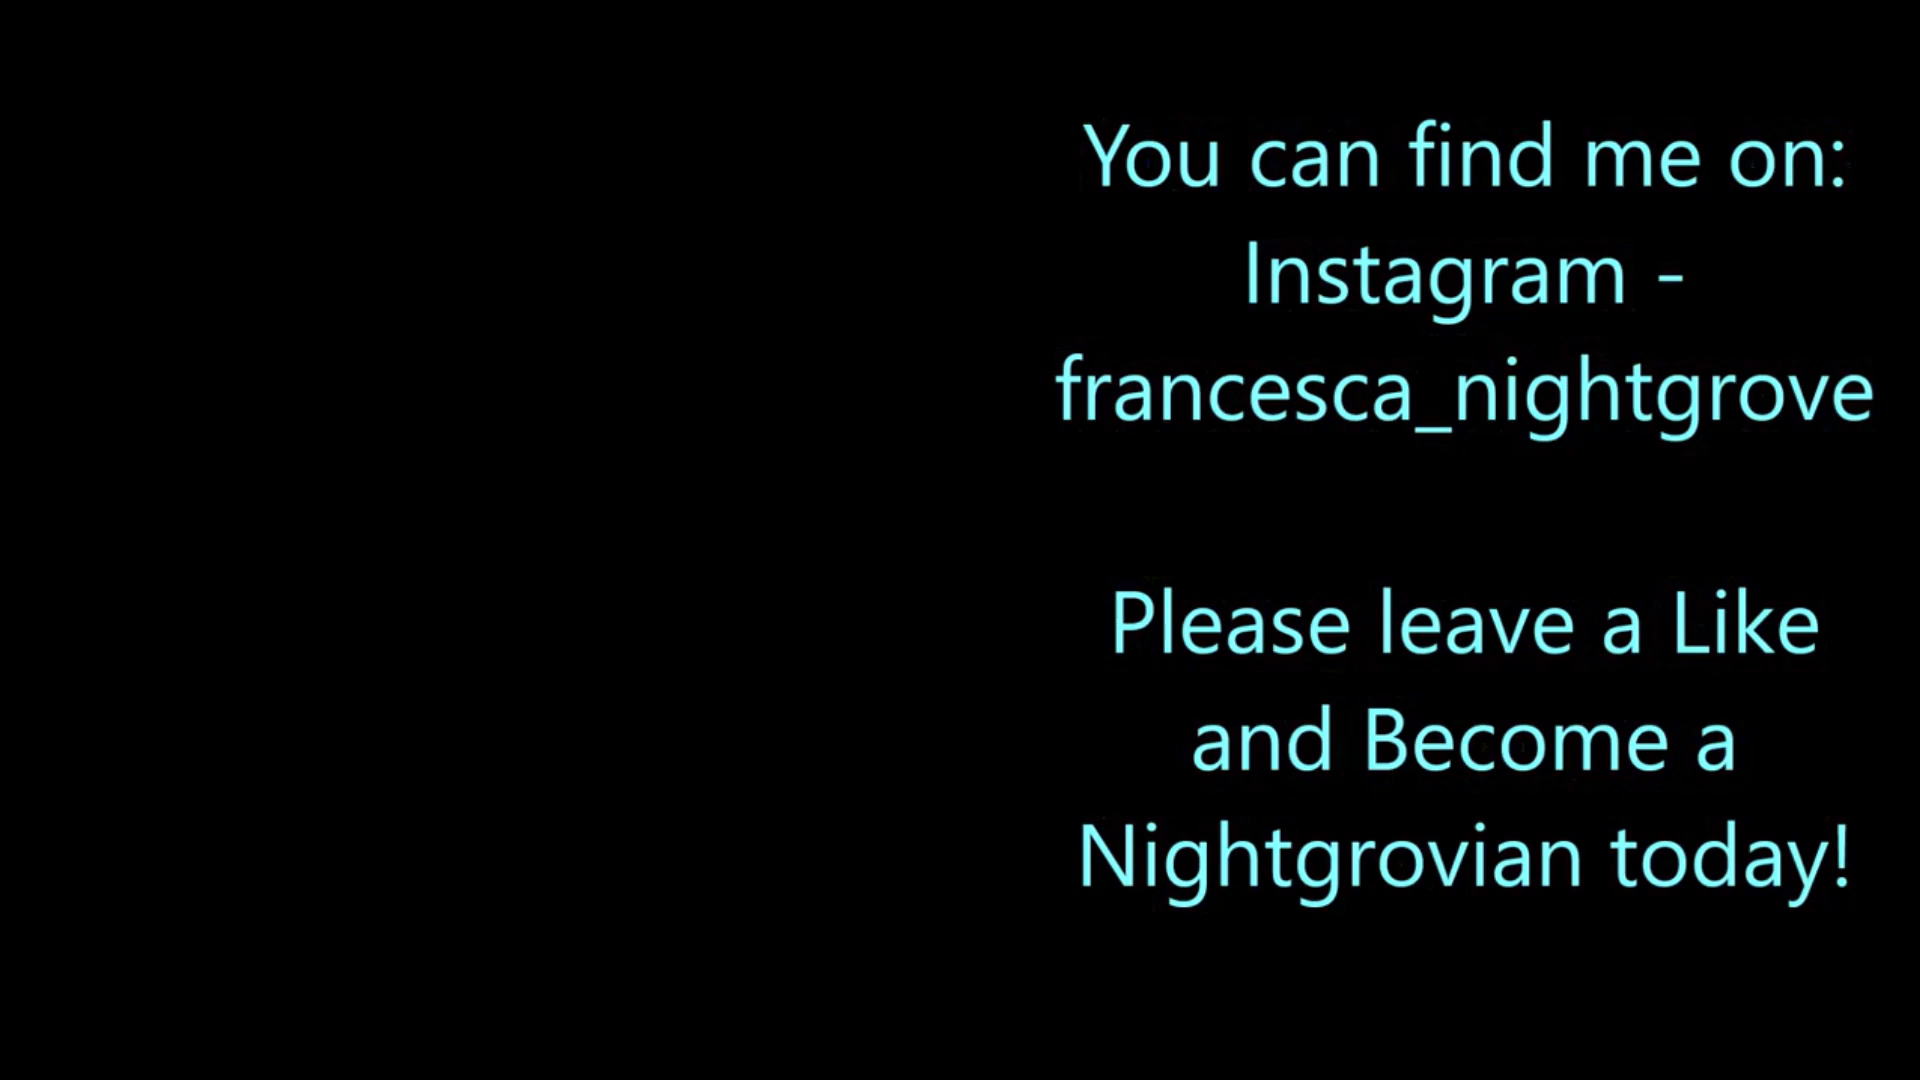 You can find me on:
Instagram -
francesca_nightgrove
Please leave a Like
and Become a
Nightgrovian today!